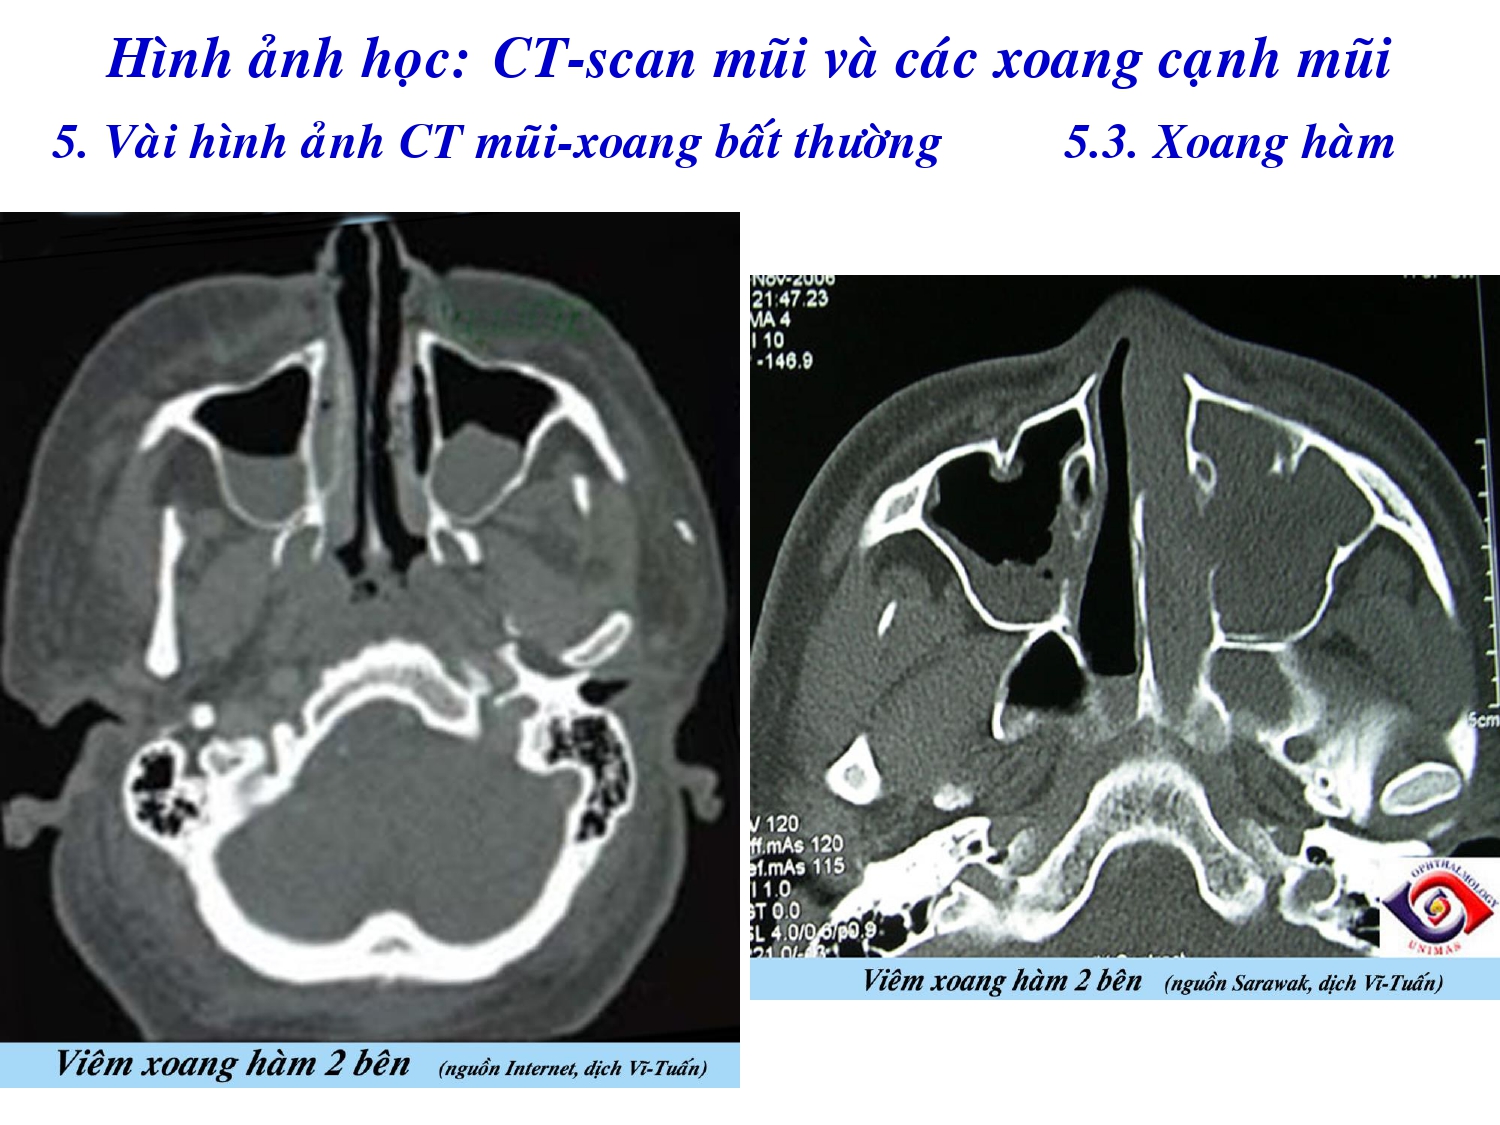 Hình ảnh học: CT-scan mũi và các xoang cạnh mũi
5. Vài hình ảnh CT mũi-xoang bất thường 5.3. Xoang hàm
Nov-2006
21:47.23
MA 4
I 10
-146.9
5cm
V 120
ff.mAs 120
ef.mAs 115
1.0
GT 0.0
SL 4.0/0.6/p0.9
OPHTHALMOLOGY
UNIMAS
Viêm xoang hàm 2 bên (nguồn Sarawak, dịch Vĩ-Tuấn)
Viêm xoang hàm 2 bên (nguồn Internet, dịch Vĩ-Tuấn)